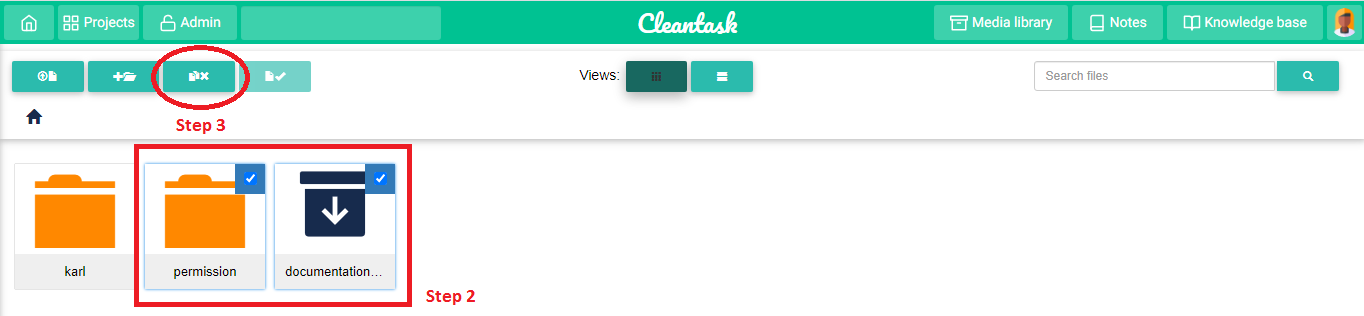 Projects
Admin
Cleantask
Media library
Notes
Knowledge base
Views:
Search files
Step 3
karl
permission
documentation...
Step 2